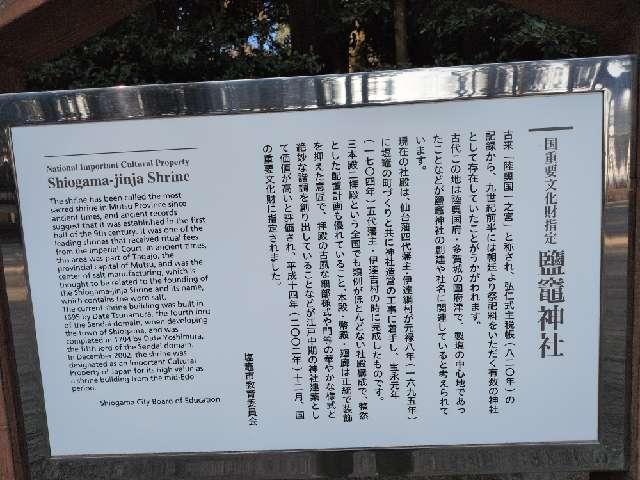 National Important Cultural Property
Shiogama-jinja Shrine
The shrine has been called the most
sacred shrine in Mutsu Province since
ancient times, and ancient records
suggest that it was established in the first
half of the 9th century. It was one of the
leading shrines that received ritual fees
from the Imperial Court. In ancient times,
this area was part of Tagajo, the
provincial capital of Mutsu, and was the
center of salt manufacturing, which is
thought to be related to the founding of
the Shiogama-jinja Shrine and its name,
which contains the word salt.
The current shrine building was built in
1695 by Date Tsunamura, the fourth lord
of the Sendai domain, when developing
the town of Shiogama, and was
completed in 1704 by Date Yoshimura,
the fifth lord of the Sendai domain.
In December 2002, the shrine was
designated as an Important Cultural
Property of Japan for its high value as
a shrine building from the mid-Edo
period.
Shiogama City Board of Education
国重要文化財指定 鹽竈神社
古来「陸奥国一之宮」と称され、弘仁式主税帳（八二〇年）の
記録から、九世紀前半には朝廷より祭祀料をいただく有数の神社
として存在していたことがうかがわれます。
古代この地は陸奥国府・多賀城の国府津で、製塩の中心地であっ
たことなどが鹽竈神社の創建や社名に関連していると考えられて
います。
現在の社殿は、仙台藩四代藩主・伊達綱村が元禄八年（一六九五年）
に塩竈の町づくりと共に神社造営の工事に着手し、宝永元年
（一七〇四年）五代藩主・伊達吉村の時に完成したものです。
三本殿二拝殿という全国でも類例がほとんどない社殿構成で、整然
とした配置計画も優れていること、本殿・幣殿・廻廊は正統で装飾
を抑えた意匠で、拝殿の古風な細部様式や門等の華やかな様式と
絶妙な諧調を創り出していることなどが江戸中期の神社建築とし
て価値が高いと評価され、平成十四年（二〇〇二年）十二月、国
の重要文化財に指定されました。
塩竈市教育委員会